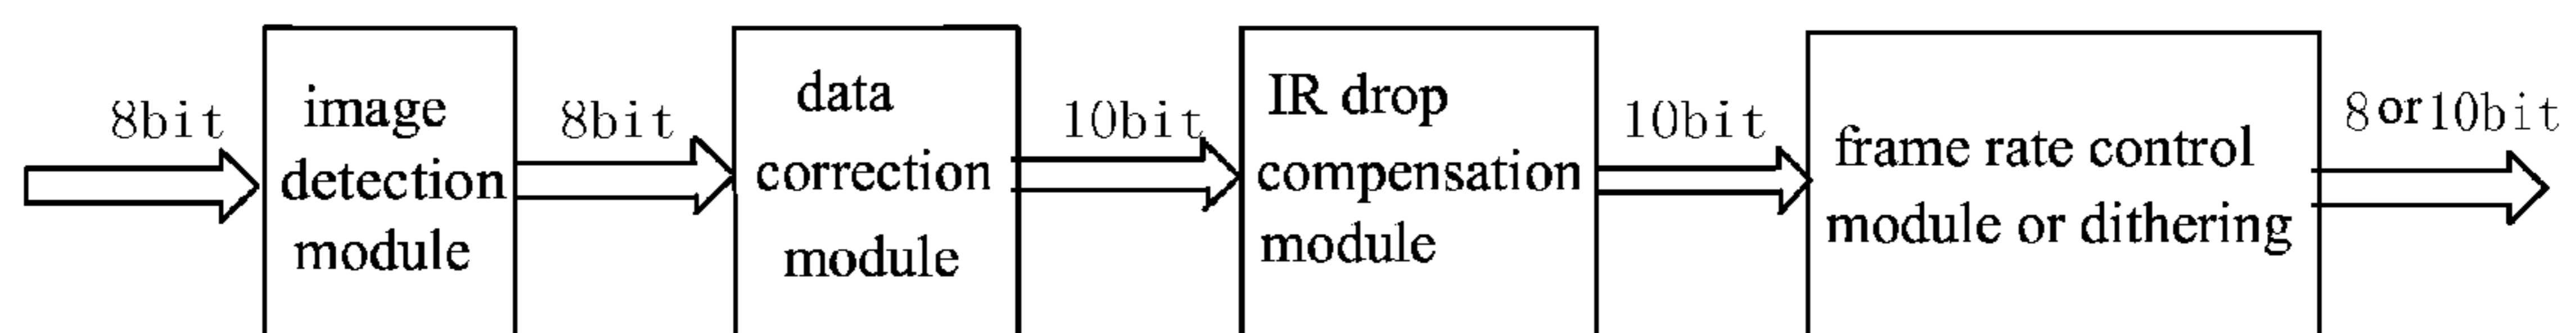 8bit
image
detection
module
8bit
data
correction
module
10bit
IR drop
compensation
module
10bit
frame rate control
module or dithering
8 or 10bit